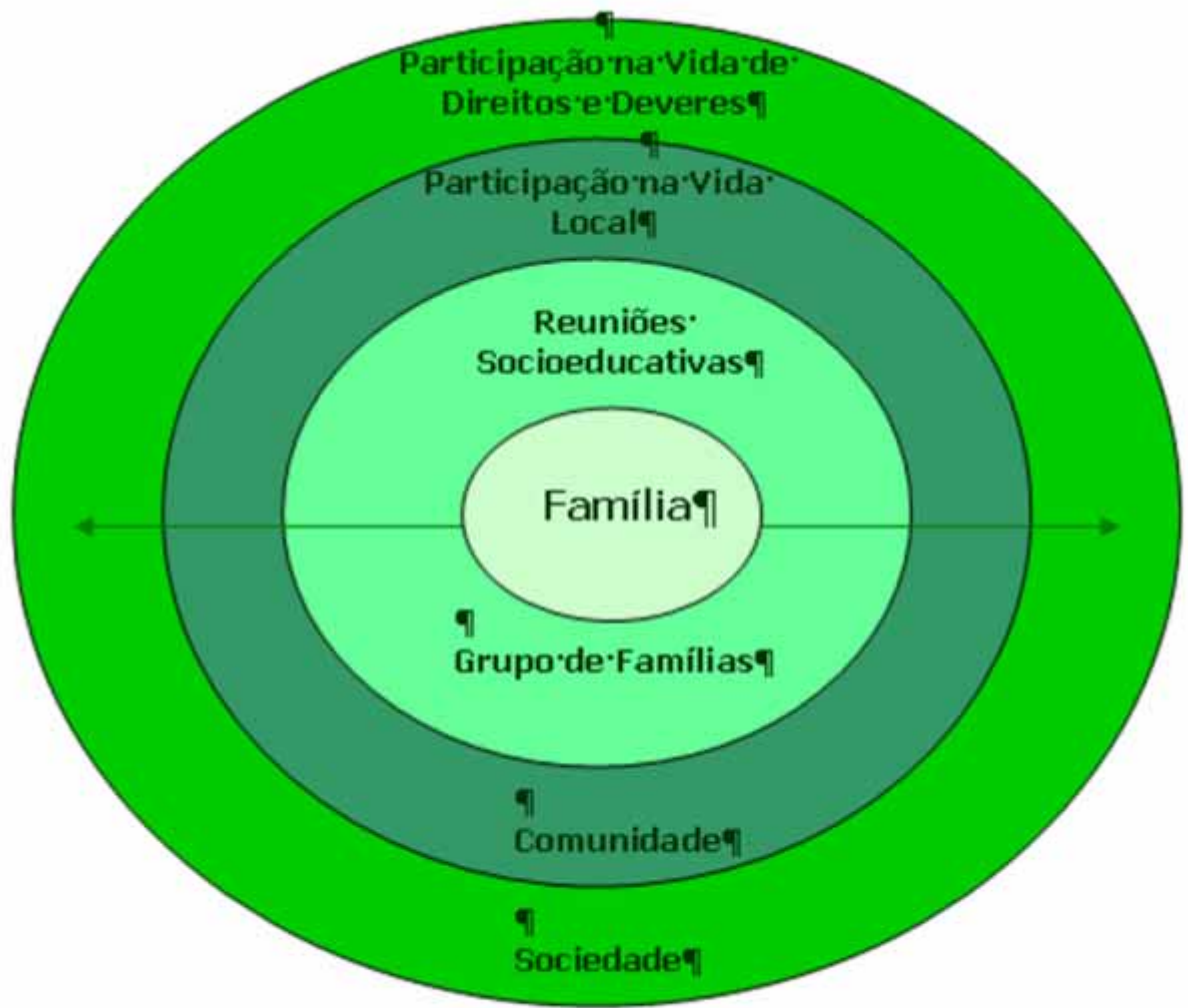 ¶
Participação·na·Vida·de·
Direitos·e·Deveres¶
¶
Participação·na·Vida·
Local¶
Reuniões·
Socioeducativas¶
Família¶
¶
Grupo·de·Famílias¶
¶
Comunidade¶
¶
Sociedade¶